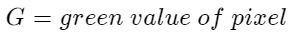 G = green value of pixel